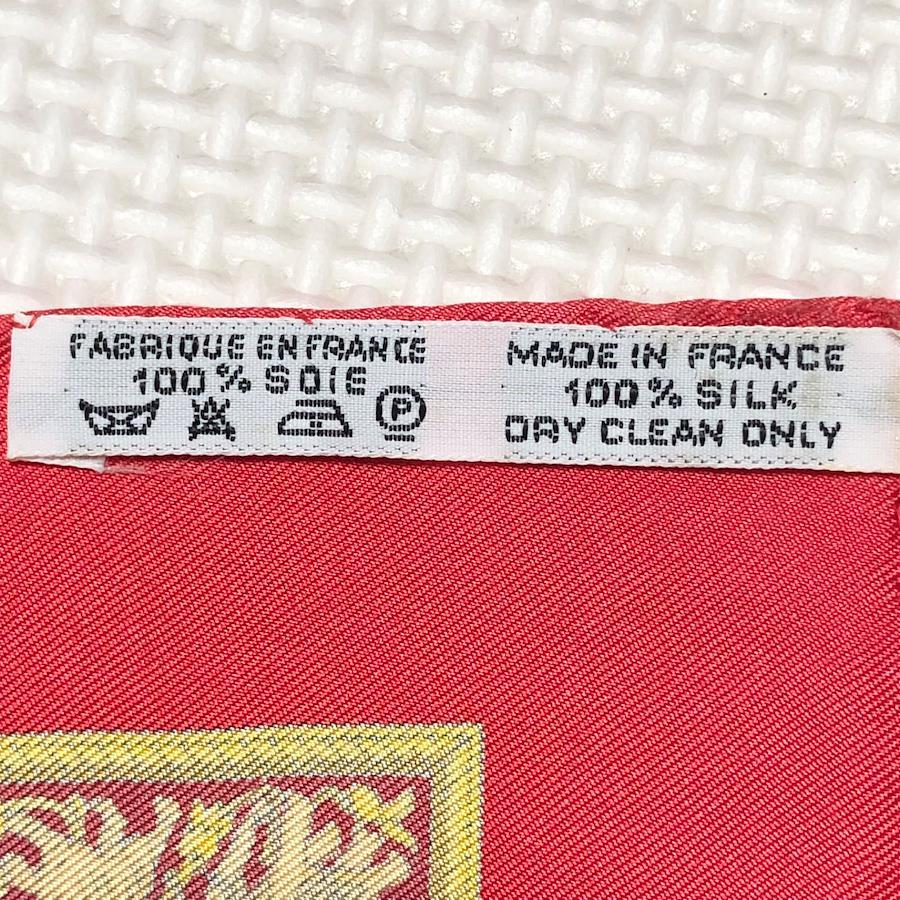 FABRIQUE EN FRANCE
100% SOIE
P
MADE IN FRANCE
100% SILK
DRY CLEAN ONLY